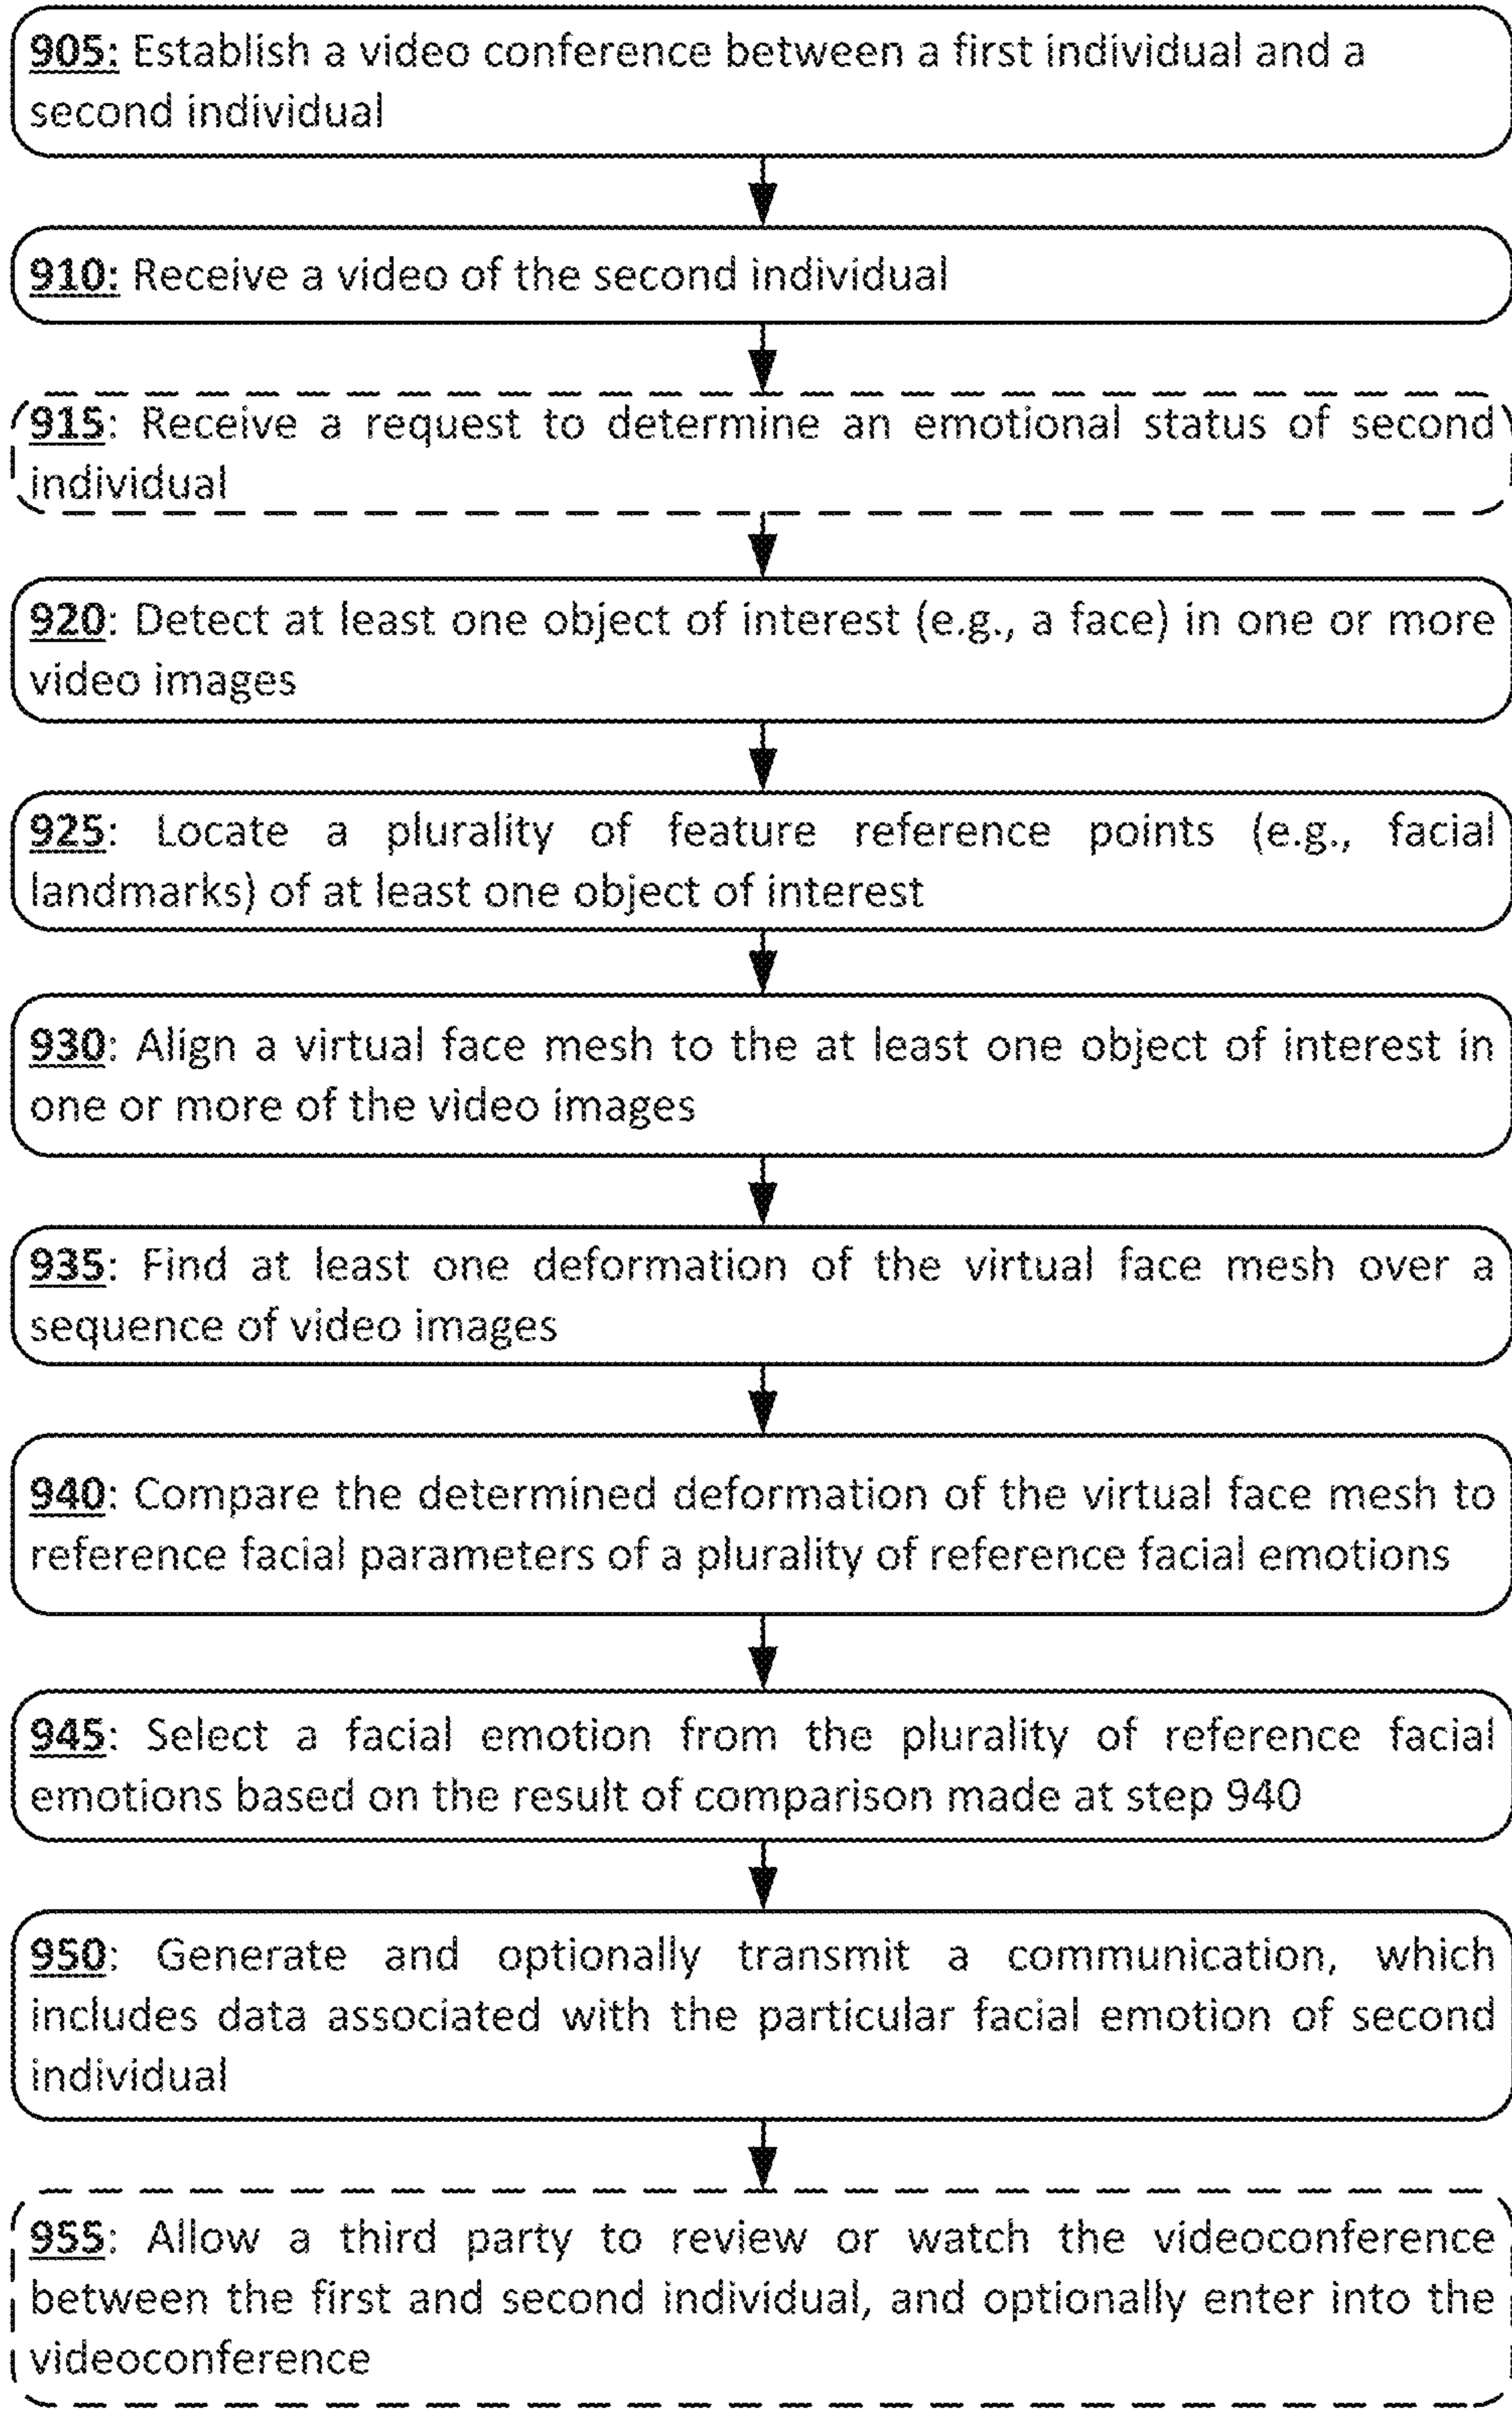 905: Establish a video conference between a first individual and a
second individual
910: Receive a video of the second individual
915: Receive a request to determine an emotional status of second
individual
920: Detect at least one object of interest (e.g., a face) in one or more
video images
925: Locate a plurality of feature reference points (e.g., facial
landmarks) of at least one object of interest
930: Align a virtual face mesh to the at least one object of interest in
one or more of the video images
935: Find at least one deformation of the virtual face mesh over a
sequence of video images
940: Compare the determined deformation of the virtual face mesh to
reference facial parameters of a plurality of reference facial emotions
945: Select a facial emotion from the plurality of reference facial
emotions based on the result of comparison made at step 940
950: Generate and optionally transmit a communication, which
includes data associated with the particular facial emotion of second
individual
955: Allow a third party to review or watch the videoconference
between the first and second individual, and optionally enter into the
videoconference